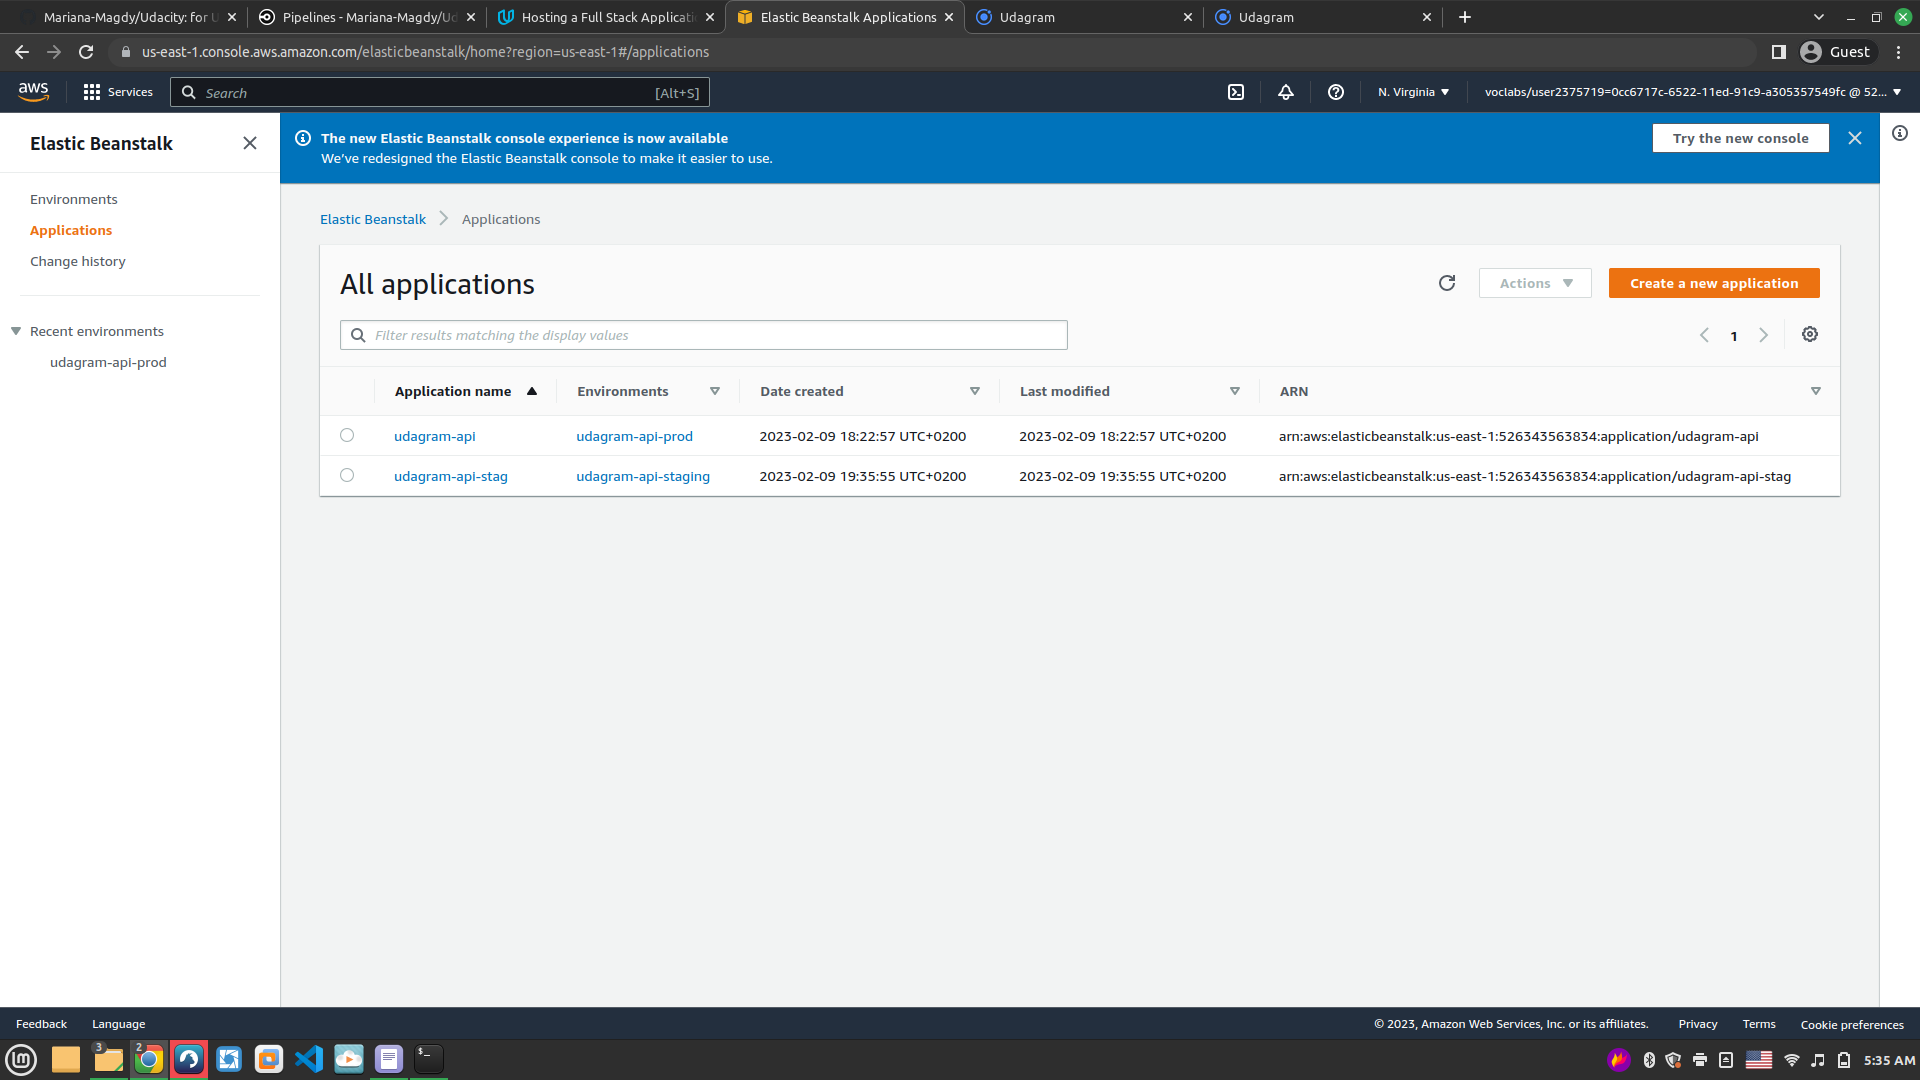 Mariana-Magdy/Udacity: for U
Pipelines - Mariana-Magdy/Ud
Hosting a Full Stack Applicati
Elastic Beanstalk Applications
Udagram
Udagram
us-east-1.console.aws.amazon.com/elasticbeanstalk/home?region=us-east-1#/applications
Guest
aws
Services
Search
[Alt+S]
N. Virginia
voclabs/user2375719=0cc6717c-6522-11ed-91c9-a305357549fc @ 52...
Elastic Beanstalk
Environments
Applications
Change history
Recent environments
udagram-api-prod
The new Elastic Beanstalk console experience is now available
We've redesigned the Elastic Beanstalk console to make it easier to use.
Try the new console
Elastic Beanstalk
Applications
All applications
Actions
Create a new application
Filter results matching the display values
1
Application name
Environments
Date created
Last modified
ARN
udagram-api
udagram-api-prod
2023-02-09 18:22:57 UTC+0200
2023-02-09 18:22:57 UTC+0200
arn:aws:elasticbeanstalk:us-east-1:526343563834:application/udagram-api
udagram-api-stag
udagram-api-staging
2023-02-09 19:35:55 UTC+0200
2023-02-09 19:35:55 UTC+0200
arn:aws:elasticbeanstalk:us-east-1:526343563834:application/udagram-api-stag
Feedback
Language
© 2023, Amazon Web Services, Inc. or its affiliates.
Privacy
Terms
Cookie preferences
lm
3
2
$_
5:35 AM